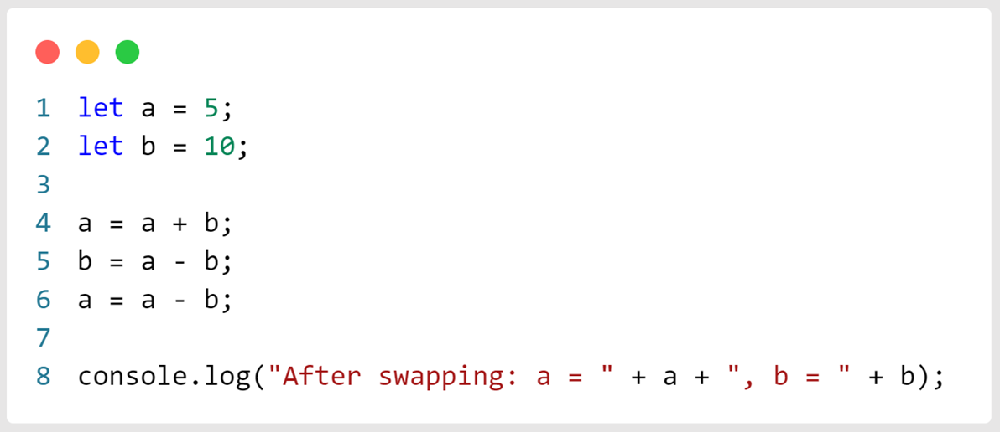 1 let a = 5;
2 let b = 10;
3
4 a = a + b;
5 b = a - b;
6 a = a - b;
7
8 console.log("After swapping: a = " + a + ", b = " + b);